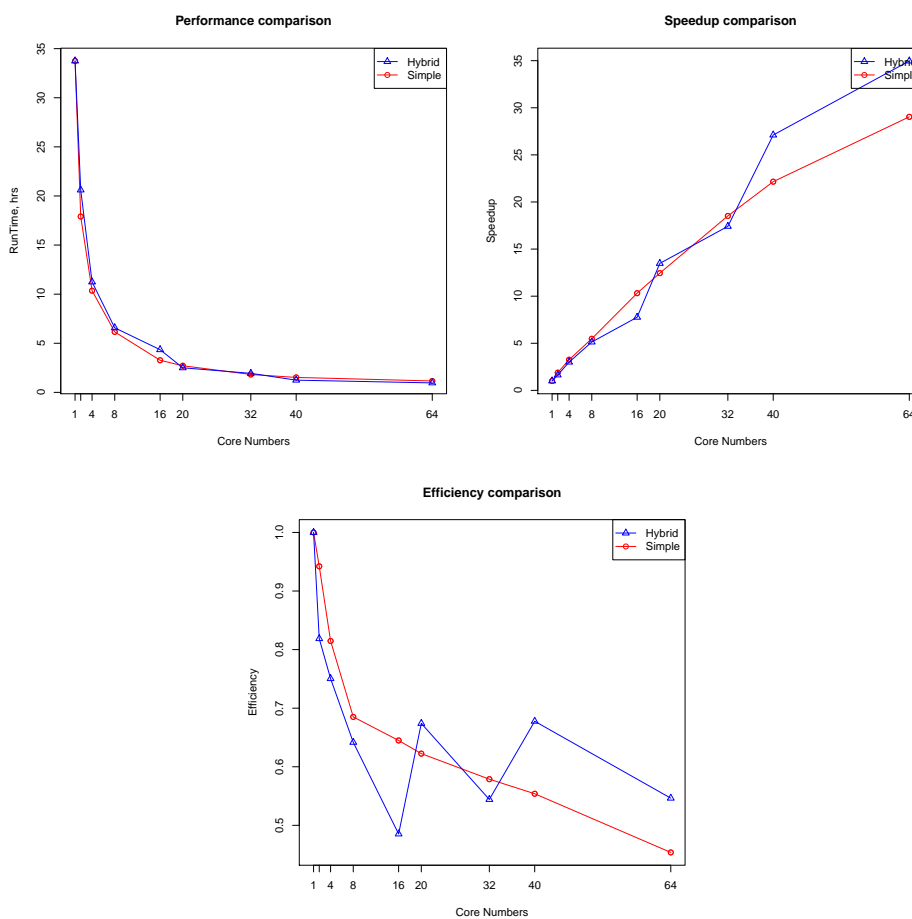 Performance comparison
35
30
25
20
15
10
5
0
RunTime, hrs
1 4 8 16 20 32 40 64
Core Numbers
Hybrid
Simple
Speedup comparison
35
30
25
20
15
10
5
0
Speedup
1 4 8 16 20 32 40 64
Core Numbers
Hybrid
Simple
Efficiency comparison
1.0
0.9
0.8
0.7
0.6
0.5
Efficiency
1 4 8 16 20 32 40 64
Core Numbers
Hybrid
Simple